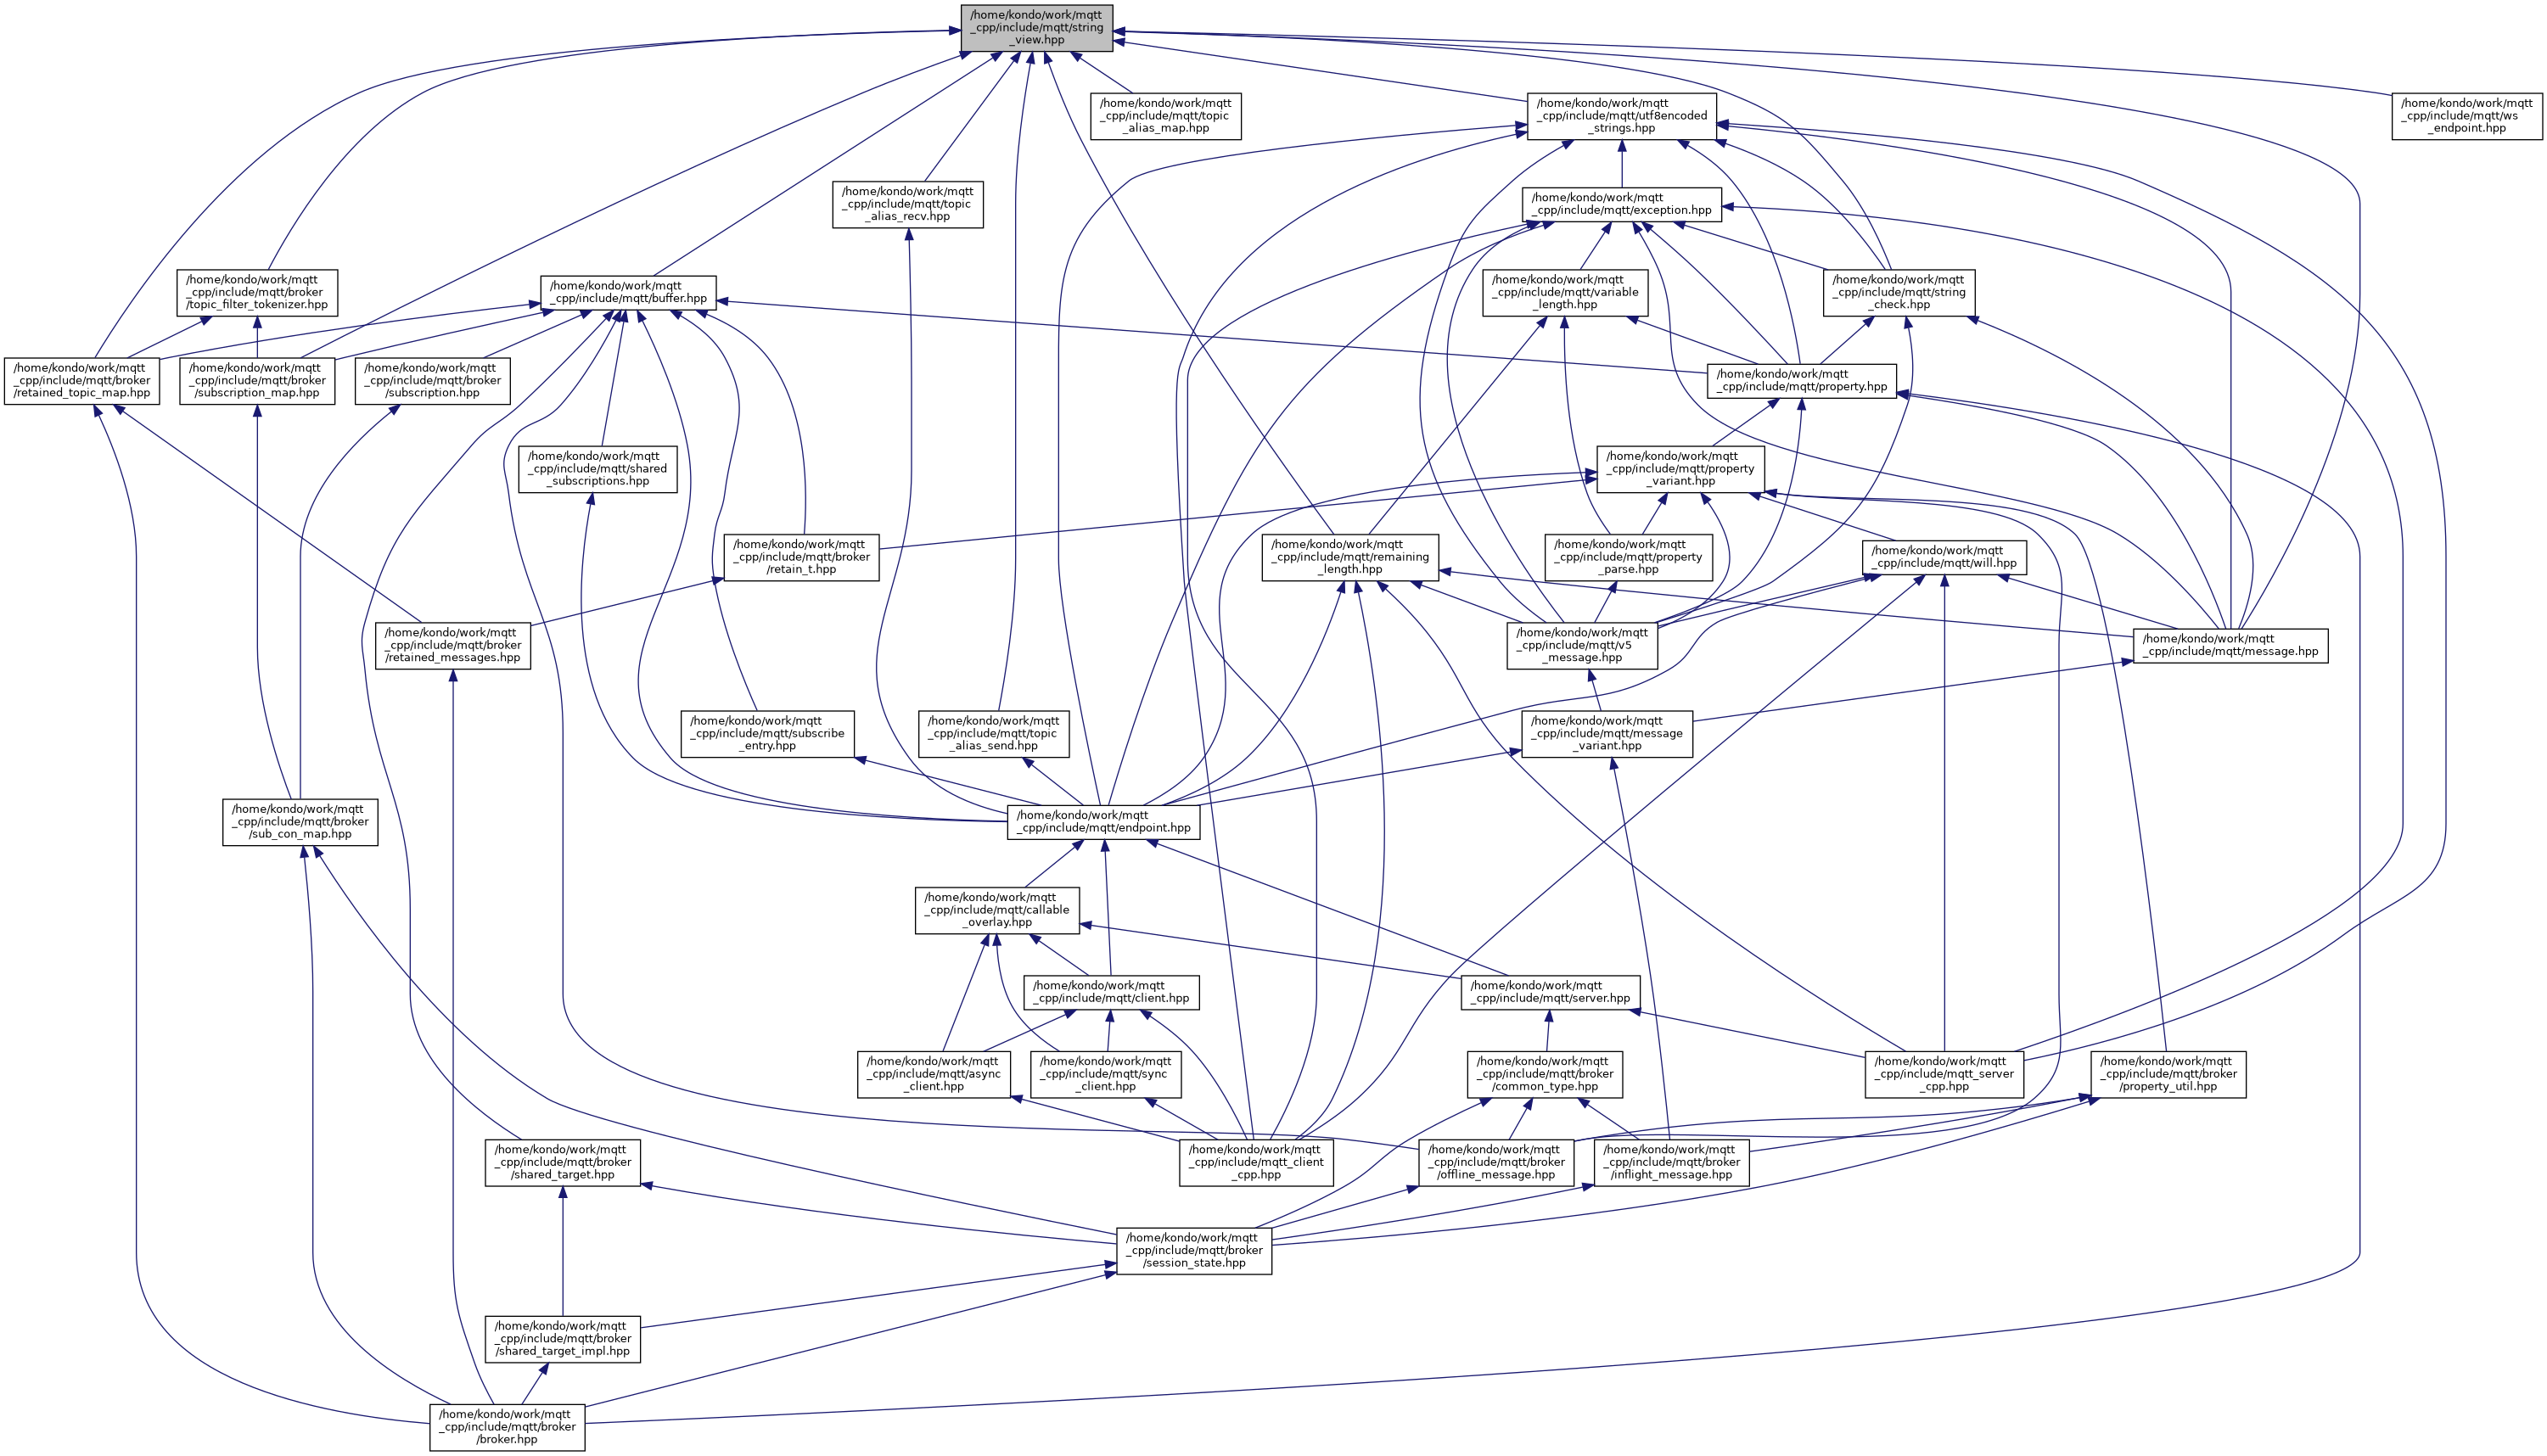 /home/kondo/work/mqtt
_cpp/include/mqtt/string
_view.hpp
/home/kondo/work/mqtt
_cpp/include/mqtt/topic
_alias_map.hpp
/home/kondo/work/mqtt
_cpp/include/mqtt/utf8encoded
_strings.hpp
/home/kondo/work/mqtt
_cpp/include/mqtt/ws
_endpoint.hpp
/home/kondo/work/mqtt
_cpp/include/mqtt/topic
_alias_recv.hpp
/home/kondo/work/mqtt
_cpp/include/mqtt/exception.hpp
/home/kondo/work/mqtt
_cpp/include/mqtt/broker
/topic_filter_tokenizer.hpp
/home/kondo/work/mqtt
_cpp/include/mqtt/buffer.hpp
/home/kondo/work/mqtt
_cpp/include/mqtt/variable
_length.hpp
/home/kondo/work/mqtt
_cpp/include/mqtt/string
_check.hpp
/home/kondo/work/mqtt
_cpp/include/mqtt/broker
/retained_topic_map.hpp
/home/kondo/work/mqtt
_cpp/include/mqtt/broker
/subscription_map.hpp
/home/kondo/work/mqtt
_cpp/include/mqtt/broker
/subscription.hpp
/home/kondo/work/mqtt
_cpp/include/mqtt/property.hpp
/home/kondo/work/mqtt
_cpp/include/mqtt/shared
_subscriptions.hpp
/home/kondo/work/mqtt
_cpp/include/mqtt/property
_variant.hpp
/home/kondo/work/mqtt
_cpp/include/mqtt/broker
/retain_t.hpp
/home/kondo/work/mqtt
_cpp/include/mqtt/remaining
_length.hpp
/home/kondo/work/mqtt
_cpp/include/mqtt/property
_parse.hpp
/home/kondo/work/mqtt
_cpp/include/mqtt/will.hpp
/home/kondo/work/mqtt
_cpp/include/mqtt/broker
/retained_messages.hpp
/home/kondo/work/mqtt
_cpp/include/mqtt/v5
_message.hpp
/home/kondo/work/mqtt
_cpp/include/mqtt/message.hpp
/home/kondo/work/mqtt
_cpp/include/mqtt/subscribe
_entry.hpp
/home/kondo/work/mqtt
_cpp/include/mqtt/topic
_alias_send.hpp
/home/kondo/work/mqtt
_cpp/include/mqtt/message
_variant.hpp
/home/kondo/work/mqtt
_cpp/include/mqtt/broker
/sub_con_map.hpp
/home/kondo/work/mqtt
_cpp/include/mqtt/endpoint.hpp
/home/kondo/work/mqtt
_cpp/include/mqtt/callable
_overlay.hpp
/home/kondo/work/mqtt
_cpp/include/mqtt/client.hpp
/home/kondo/work/mqtt
_cpp/include/mqtt/server.hpp
/home/kondo/work/mqtt
_cpp/include/mqtt/async
_client.hpp
/home/kondo/work/mqtt
_cpp/include/mqtt/sync
_client.hpp
/home/kondo/work/mqtt
_cpp/include/mqtt/broker
/common_type.hpp
/home/kondo/work/mqtt
_cpp/include/mqtt_server
_cpp.hpp
/home/kondo/work/mqtt
_cpp/include/mqtt/broker
/property_util.hpp
/home/kondo/work/mqtt
_cpp/include/mqtt/broker
/shared_target.hpp
/home/kondo/work/mqtt
_cpp/include/mqtt_client
_cpp.hpp
/home/kondo/work/mqtt
_cpp/include/mqtt/broker
/offline_message.hpp
/home/kondo/work/mqtt
_cpp/include/mqtt/broker
/inflight_message.hpp
/home/kondo/work/mqtt
_cpp/include/mqtt/broker
/session_state.hpp
/home/kondo/work/mqtt
_cpp/include/mqtt/broker
/shared_target_impl.hpp
/home/kondo/work/mqtt
_cpp/include/mqtt/broker
/broker.hpp